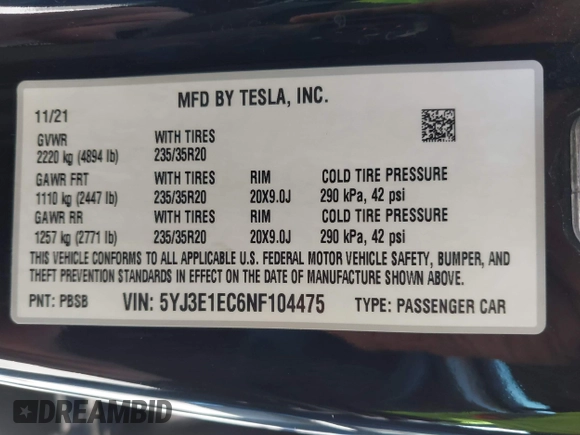 MFD BY TESLA, INC.
11/21
GVWR WITH TIRES
2220 kg (4894 lb) 235/35R20
GAWR FRT WITH TIRES RIM COLD TIRE PRESSURE
1110 kg (2447 lb) 235/35R20 20X9.0J 290 kPa, 42 psi
GAWR RR WITH TIRES RIM COLD TIRE PRESSURE
1257 kg (2771 lb) 235/35R20 20X9.0J 290 kPa, 42 psi
THIS VEHICLE CONFORMS TO ALL APPLICABLE U.S. FEDERAL MOTOR VEHICLE SAFETY, BUMPER, AND
THEFT PREVENTION STANDARDS IN EFFECT ON THE DATE OF MANUFACTURE SHOWN ABOVE.
PNT: PBSB VIN: 5YJ3E1EC6NF104475 TYPE: PASSENGER CAR
DREAMBID